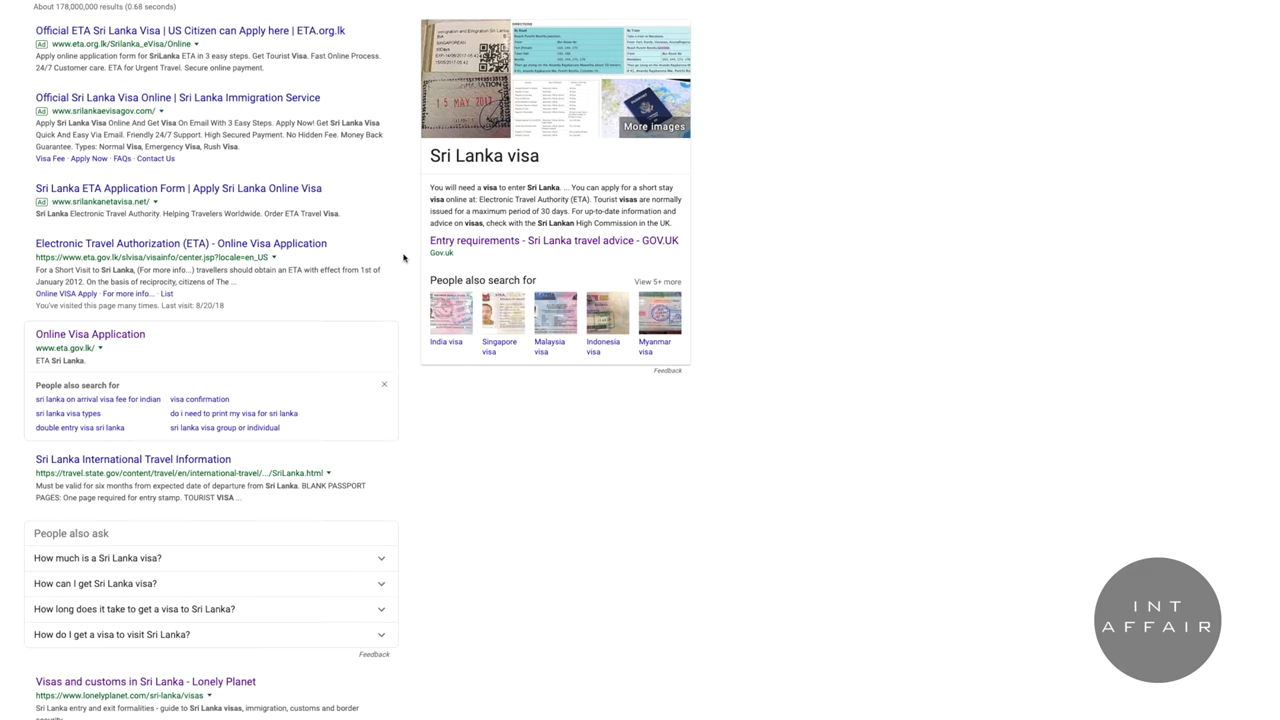 About 178,000,000 results (0.68 seconds)
Official ETA Sri Lanka Visa | US Citizen can Apply here | ETA.org.lk
Ad www.eta.org.lk/Srilanka_eVisa/Online
Apply online application form for SriLanka ETA in 3 easy steps. Get Tourist Visa. Fast Online Process.
24/7 Customer care. ETA for Urgent Travel. Secure online payment.
Official Sri Lanka Visa Online | Sri Lanka Immigration Service
Ad www.srilankaevisagov.com/
Apply Sri Lanka Visa Online And Get Visa On Email With 3 Easy Steps. Apply Now! Get Sri Lanka Visa
Quick And Easy Via Email. Friendly 24/7 Support. High Secured Payment. No Hidden Fee. Money Back
Guarantee. Types: Normal Visa, Emergency Visa, Rush Visa.
Visa Fee · Apply Now · FAQs · Contact Us
Sri Lanka ETA Application Form | Apply Sri Lanka Online Visa
Ad www.srilankanetavisa.net/
Sri Lanka Electronic Travel Authority. Helping Travelers Worldwide. Order ETA Travel Visa.
Electronic Travel Authorization (ETA) - Online Visa Application
https://www.eta.gov.lk/slvisa/visainfo/center.jsp?locale=en_US
For a Short Visit to Sri Lanka, (For more info...) travellers should obtain an ETA with effect from 1st of
January 2012. On the basis of reciprocity, citizens of The ...
Online VISA Apply · For more info... · List
You've visited this page many times. Last visit: 8/20/18
Online Visa Application
www.eta.gov.lk/
ETA Sri Lanka.
People also search for
sri lanka on arrival visa fee for indian visa confirmation
sri lanka visa types do i need to print my visa for sri lanka
double entry visa sri lanka sri lanka visa group or individual
Sri Lanka International Travel Information
https://travel.state.gov/content/travel/en/international-travel/.../SriLanka.html
Must be valid for six months from expected date of departure from Sri Lanka. BLANK PASSPORT
PAGES: One page required for entry stamp. TOURIST VISA ...
People also ask
How much is a Sri Lanka visa?
How can I get Sri Lanka visa?
How long does it take to get a visa to Sri Lanka?
How do I get a visa to visit Sri Lanka?
Feedback
Visas and customs in Sri Lanka - Lonely Planet
https://www.lonelyplanet.com/sri-lanka/visas
Sri Lanka entry and exit formalities - guide to Sri Lanka visas, immigration, customs and border
15 MAY 2017
More images
Sri Lanka visa
You will need a visa to enter Sri Lanka. ... You can apply for a short stay
visa online at: Electronic Travel Authority (ETA). Tourist visas are normally
issued for a maximum period of 30 days. For up-to-date information and
advice on visas, check with the Sri Lankan High Commission in the UK.
Entry requirements - Sri Lanka travel advice - GOV.UK
Gov.uk
People also search for View 5+ more
India visa
Singapore visa
Malaysia visa
Indonesia visa
Myanmar visa
Feedback
INT
AFFAIR